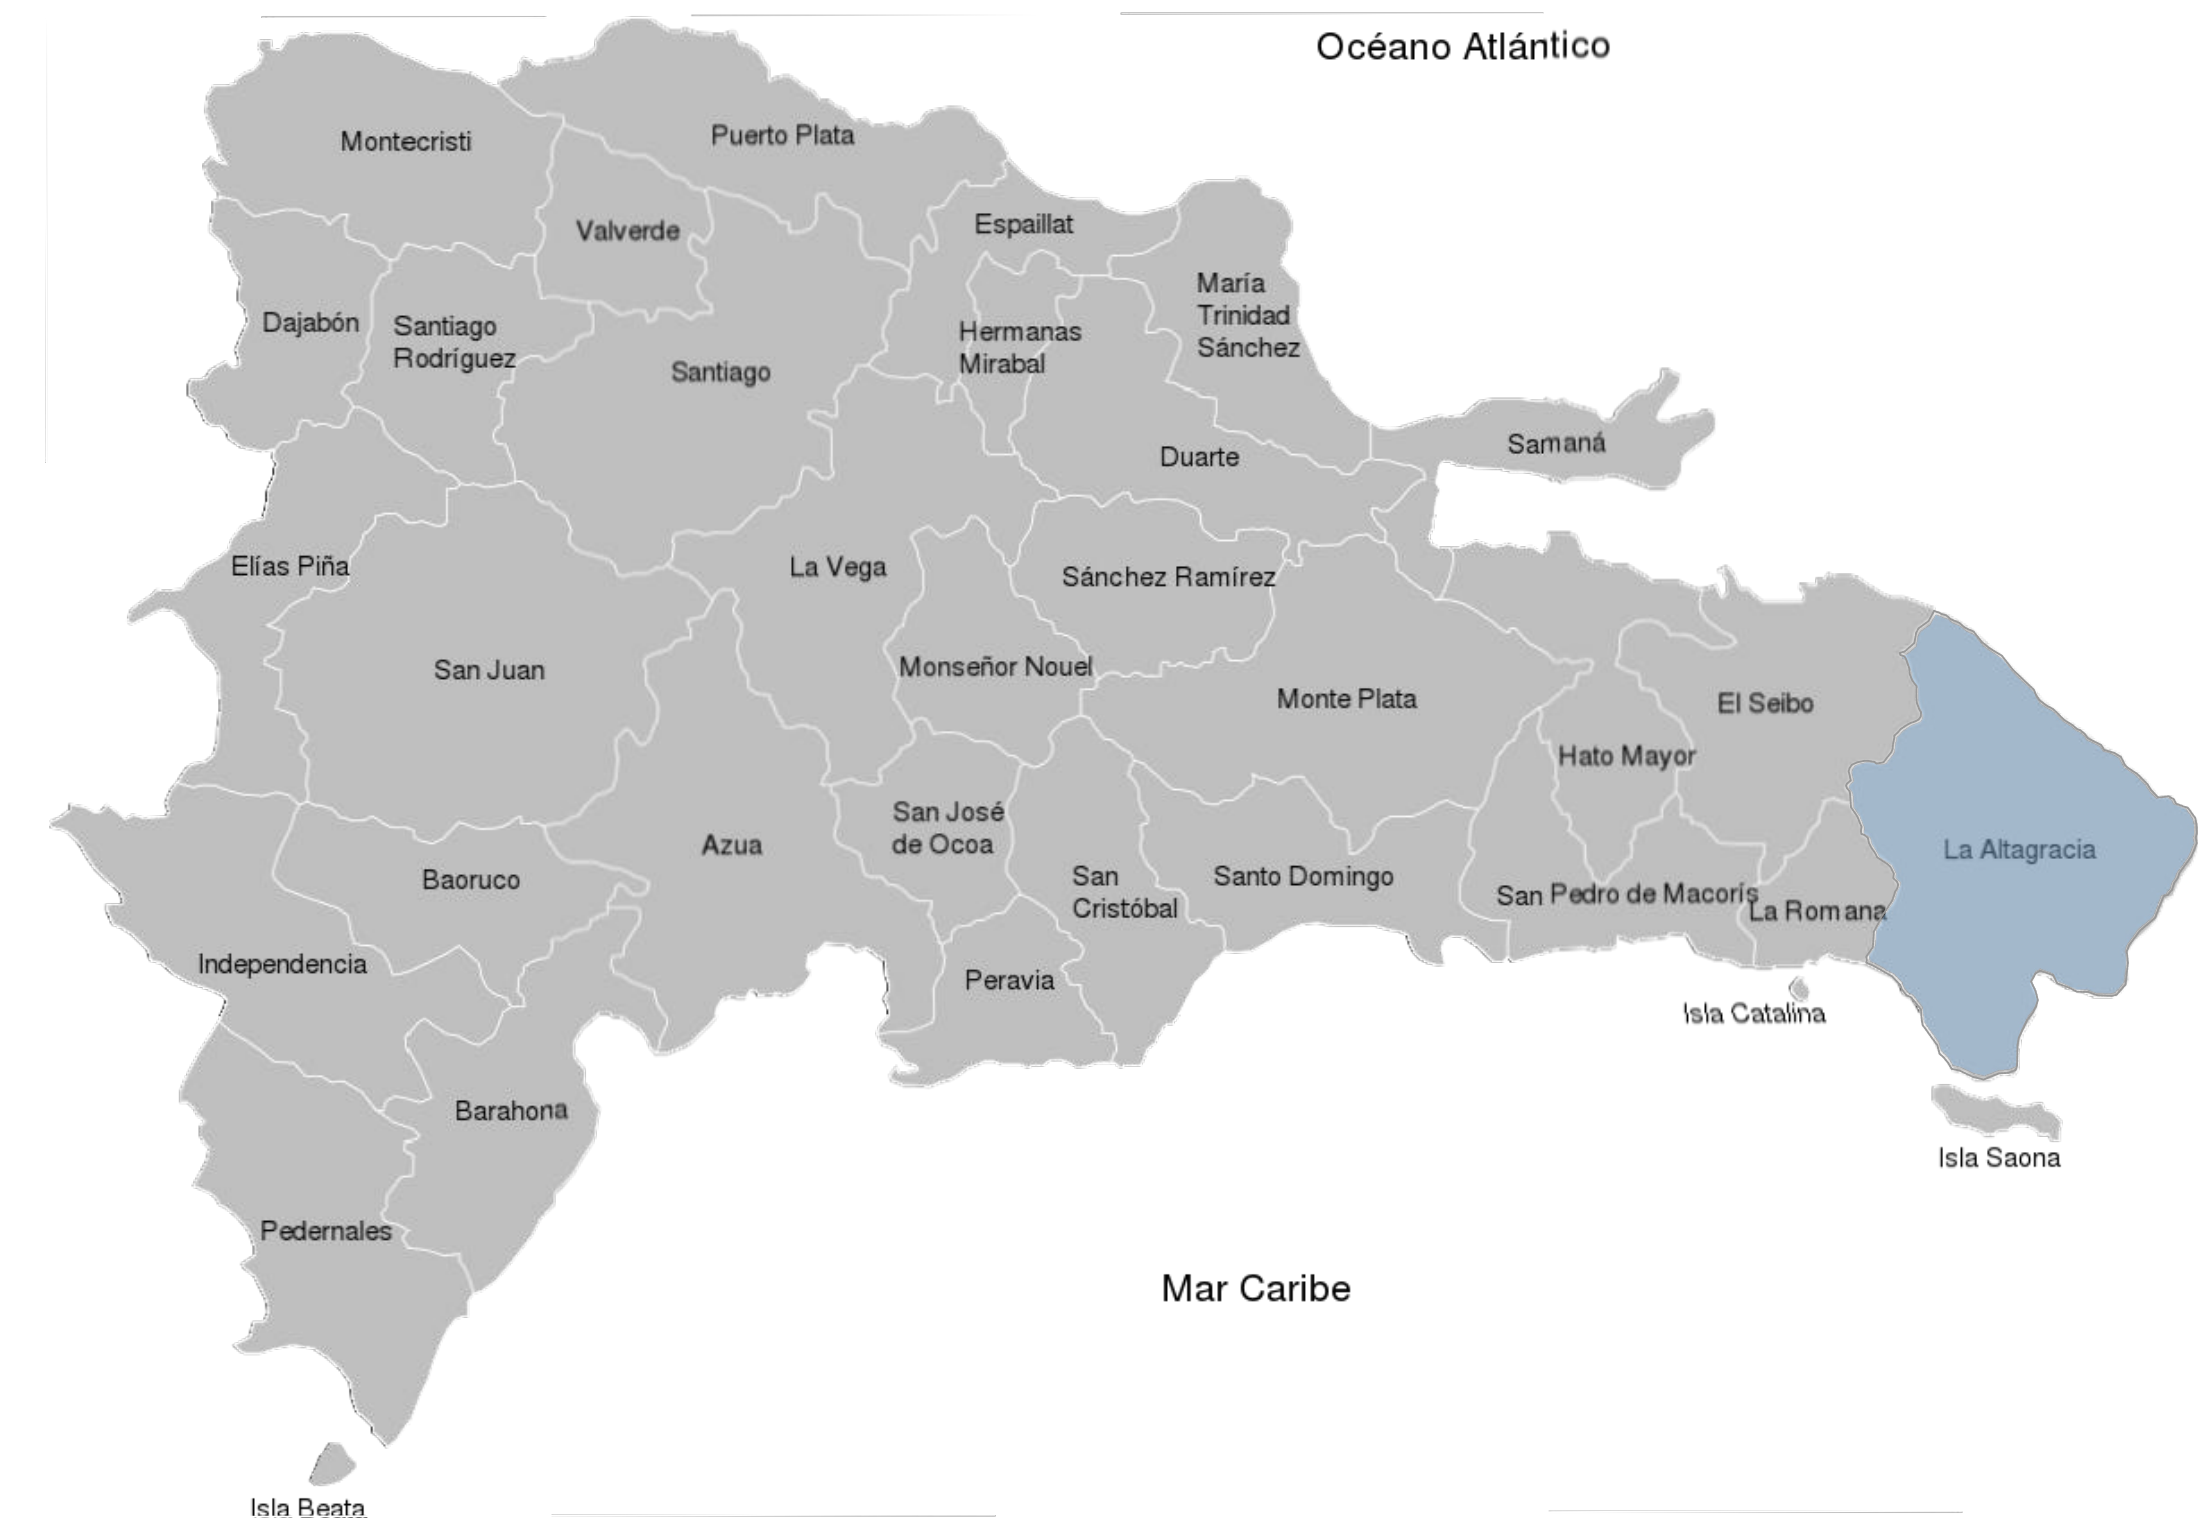 Océano Atlántico
Montecristi
Puerto Plata
Valverde
Espaillat
María
Trinidad
Sánchez
Dajabón
Santiago
Rodríguez
Hermanas
Mirabal
Santiago
Samaná
Duarte
Elías Piña
La Vega
Sánchez Ramírez
San Juan
Monseñor Nouel
Monte Plata
El Seibo
Hato Mayor
San José
de Ocoa
Azua
La Altagracia
Baoruco
San
Cristóbal
Santo Domingo
San Pedro de Macorís
La Romana
Independencia
Peravia
Isla Catalina
Barahona
Isla Saona
Pedernales
Mar Caribe
Isla Beata